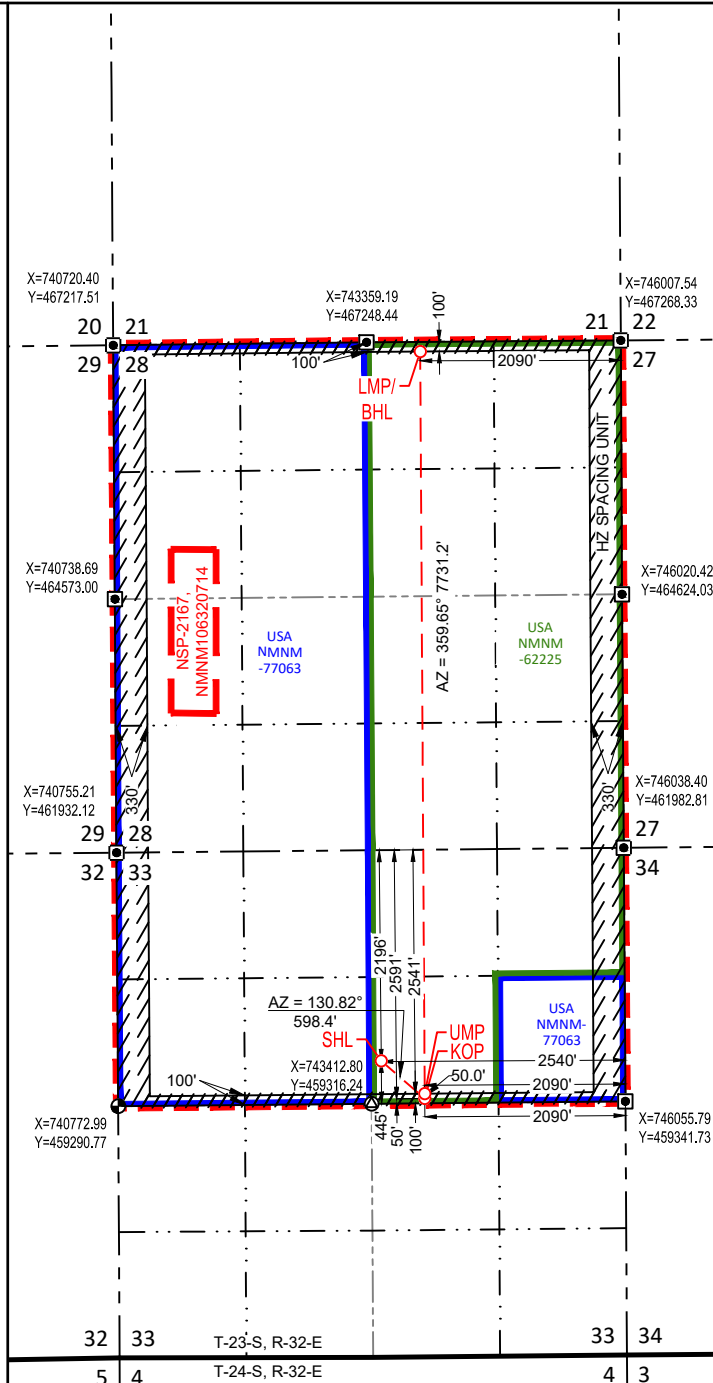 X=740720.40
Y=467217.51
X=743359.19
Y=467248.44
X=746007.54
Y=467268.33
100'
20 21
21 22
29 28
27
100'
2090'
LMP/
BHL
HZ SPACING UNIT
X=740738.69
Y=464573.00
X=746020.42
Y=464624.03
NSP-2167,
NMNM106320714
USA
NMNM
-77063
AZ = 359.65° 7731.2'
USA
NMNM
-62225
X=740755.21
Y=461932.12
330'
330'
X=746038.40
Y=461982.81
29 28
27
32 33
34
2196'
2591'
2541'
AZ = 130.82°
598.4'
SHL
UMP
KOP
USA
NMNM-
77063
2540'
X=743412.80
Y=459316.24
50.0'
100'
2090'
445'
50'
100'
2090'
X=740772.99
Y=459290.77
X=746055.79
Y=459341.73
32 33
T-23-S, R-32-E
33 34
5 4
T-24-S, R-32-E
4 3